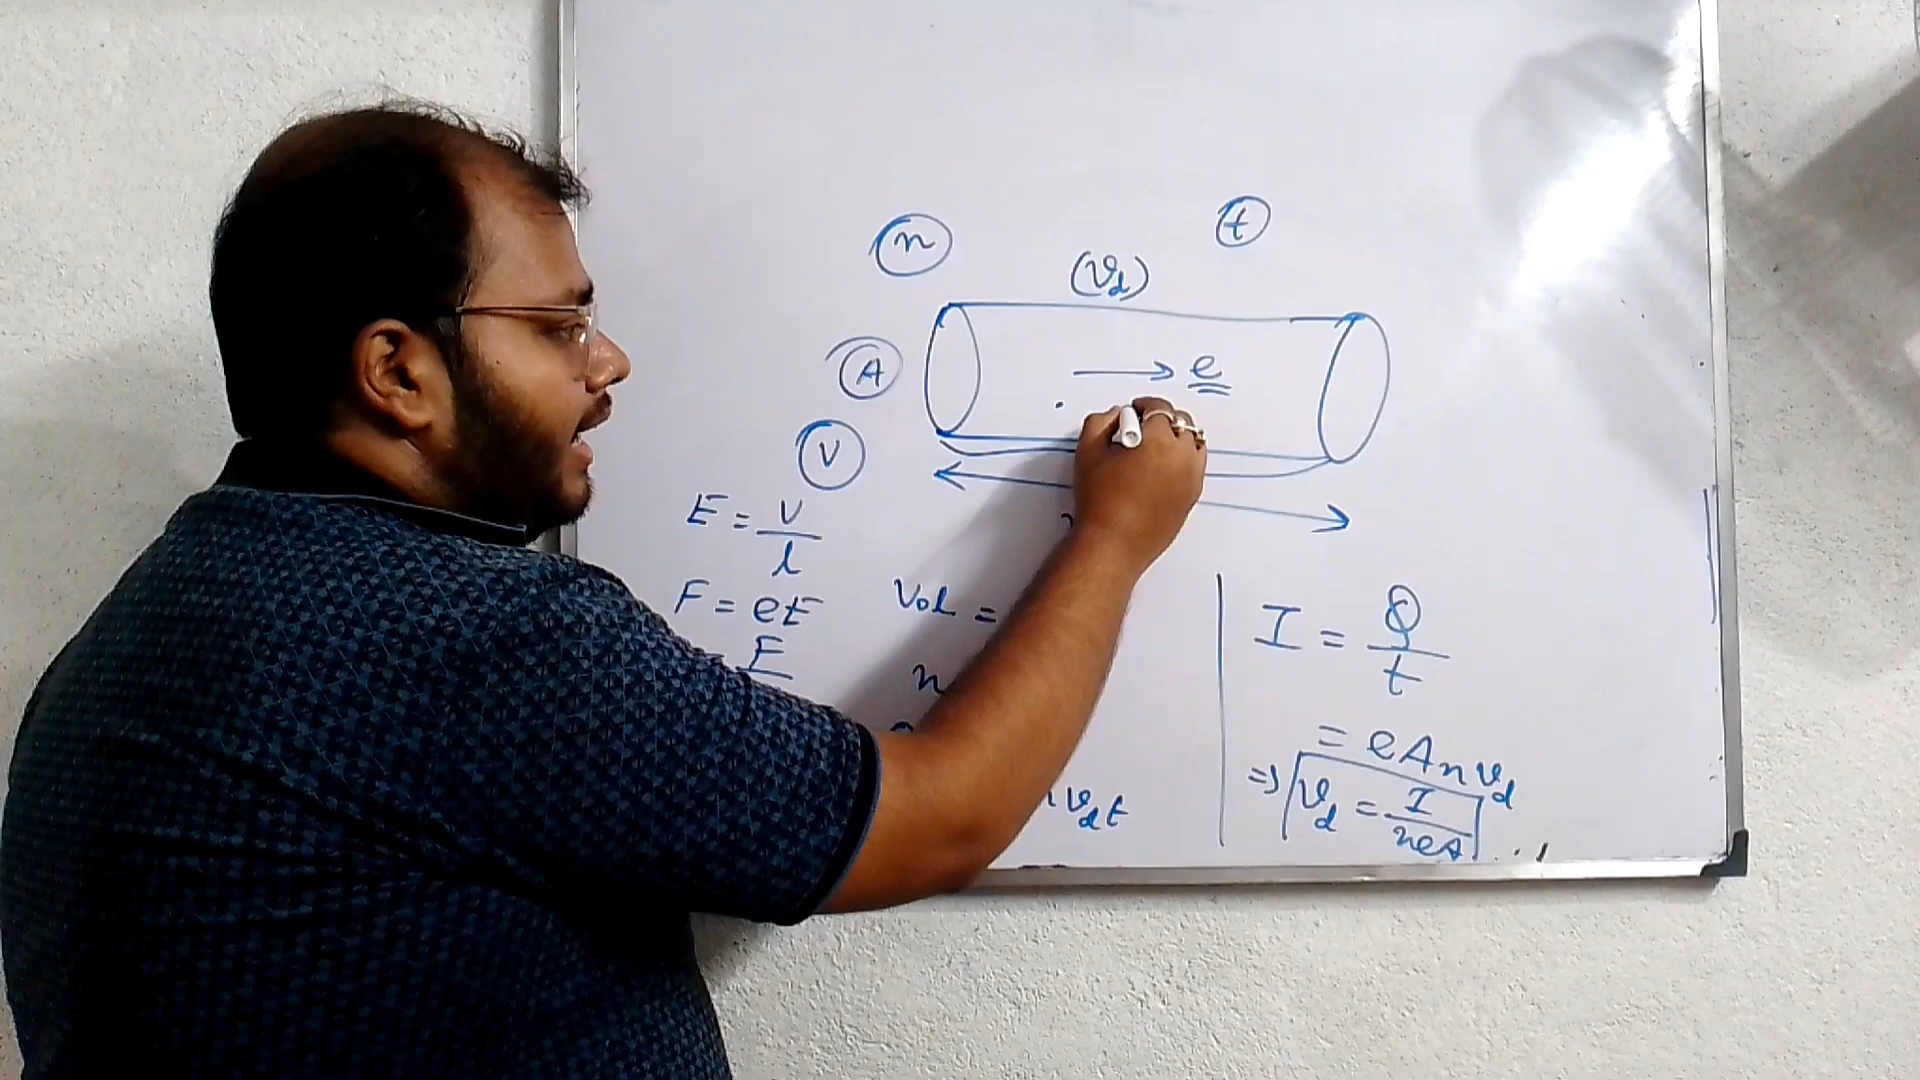 n
t
(v_d)
A
→ e
V
E = V/l
F = eE
Vol =
I = Q/t
F
n
= eAnv_d
v_d t
=> v_d = I/neA